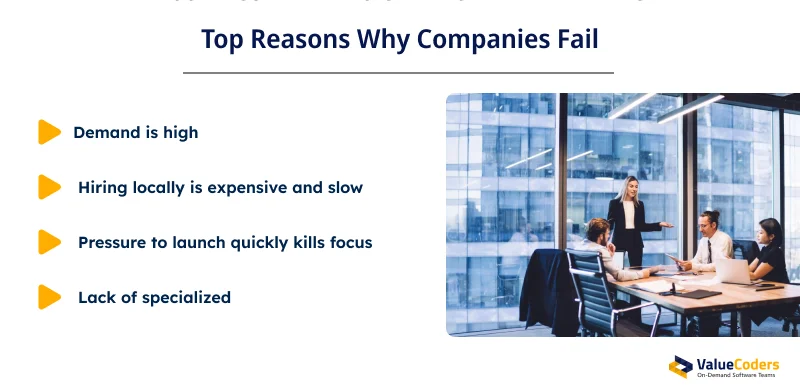 Top Reasons Why Companies Fail
Demand is high
Hiring locally is expensive and slow
Pressure to launch quickly kills focus
Lack of specialized
ValueCoders
On-Demand Software Teams